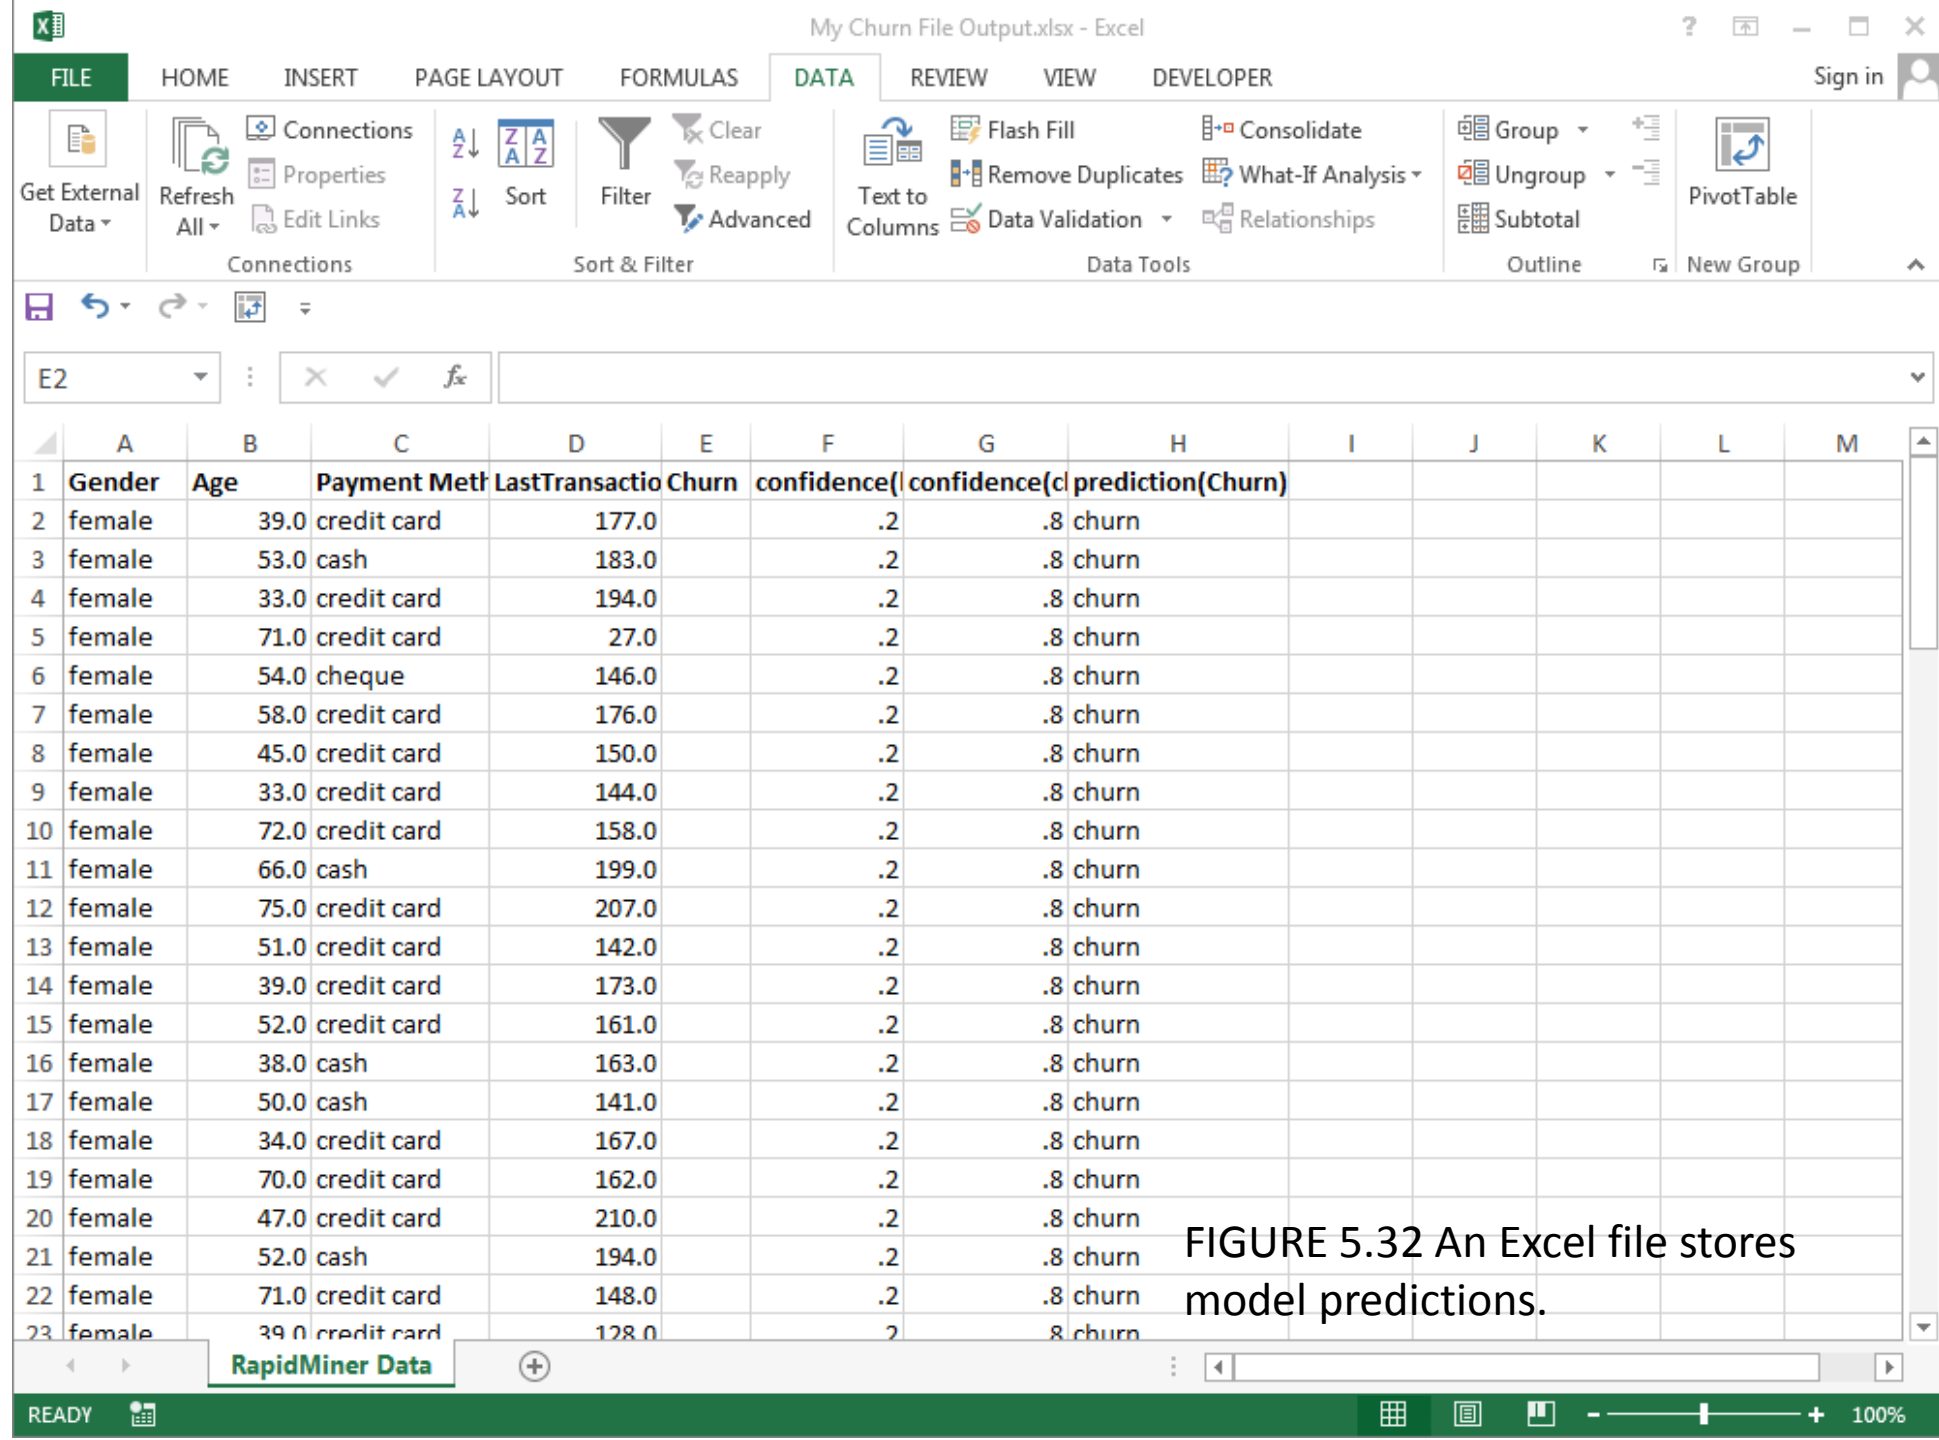 My Churn File Output.xlsx - Excel ?
FILE HOME INSERT PAGE LAYOUT FORMULAS DATA REVIEW VIEW DEVELOPER Sign in
Get External Data
Refresh All
Connections
Properties
Edit Links
Connections
Sort
Filter
Clear
Reapply
Advanced
Sort & Filter
Text to Columns
Flash Fill
Remove Duplicates
Data Validation
Consolidate
What-If Analysis
Relationships
Data Tools
Group
Ungroup
Subtotal
Outline
PivotTable
New Group
E2 fx
A B C D E F G H I J K L M
1 Gender Age Payment Meth LastTransactio Churn confidence(l confidence(cl prediction(Churn)
2 female 39.0 credit card 177.0 .2 .8 churn
3 female 53.0 cash 183.0 .2 .8 churn
4 female 33.0 credit card 194.0 .2 .8 churn
5 female 71.0 credit card 27.0 .2 .8 churn
6 female 54.0 cheque 146.0 .2 .8 churn
7 female 58.0 credit card 176.0 .2 .8 churn
8 female 45.0 credit card 150.0 .2 .8 churn
9 female 33.0 credit card 144.0 .2 .8 churn
10 female 72.0 credit card 158.0 .2 .8 churn
11 female 66.0 cash 199.0 .2 .8 churn
12 female 75.0 credit card 207.0 .2 .8 churn
13 female 51.0 credit card 142.0 .2 .8 churn
14 female 39.0 credit card 173.0 .2 .8 churn
15 female 52.0 credit card 161.0 .2 .8 churn
16 female 38.0 cash 163.0 .2 .8 churn
17 female 50.0 cash 141.0 .2 .8 churn
18 female 34.0 credit card 167.0 .2 .8 churn
19 female 70.0 credit card 162.0 .2 .8 churn
20 female 47.0 credit card 210.0 .2 .8 churn
21 female 52.0 cash 194.0 .2 .8 churn
22 female 71.0 credit card 148.0 .2 .8 churn
23 female 39.0 credit card 128.0 .2 .8 churn
FIGURE 5.32 An Excel file stores
model predictions.
RapidMiner Data
READY 100%